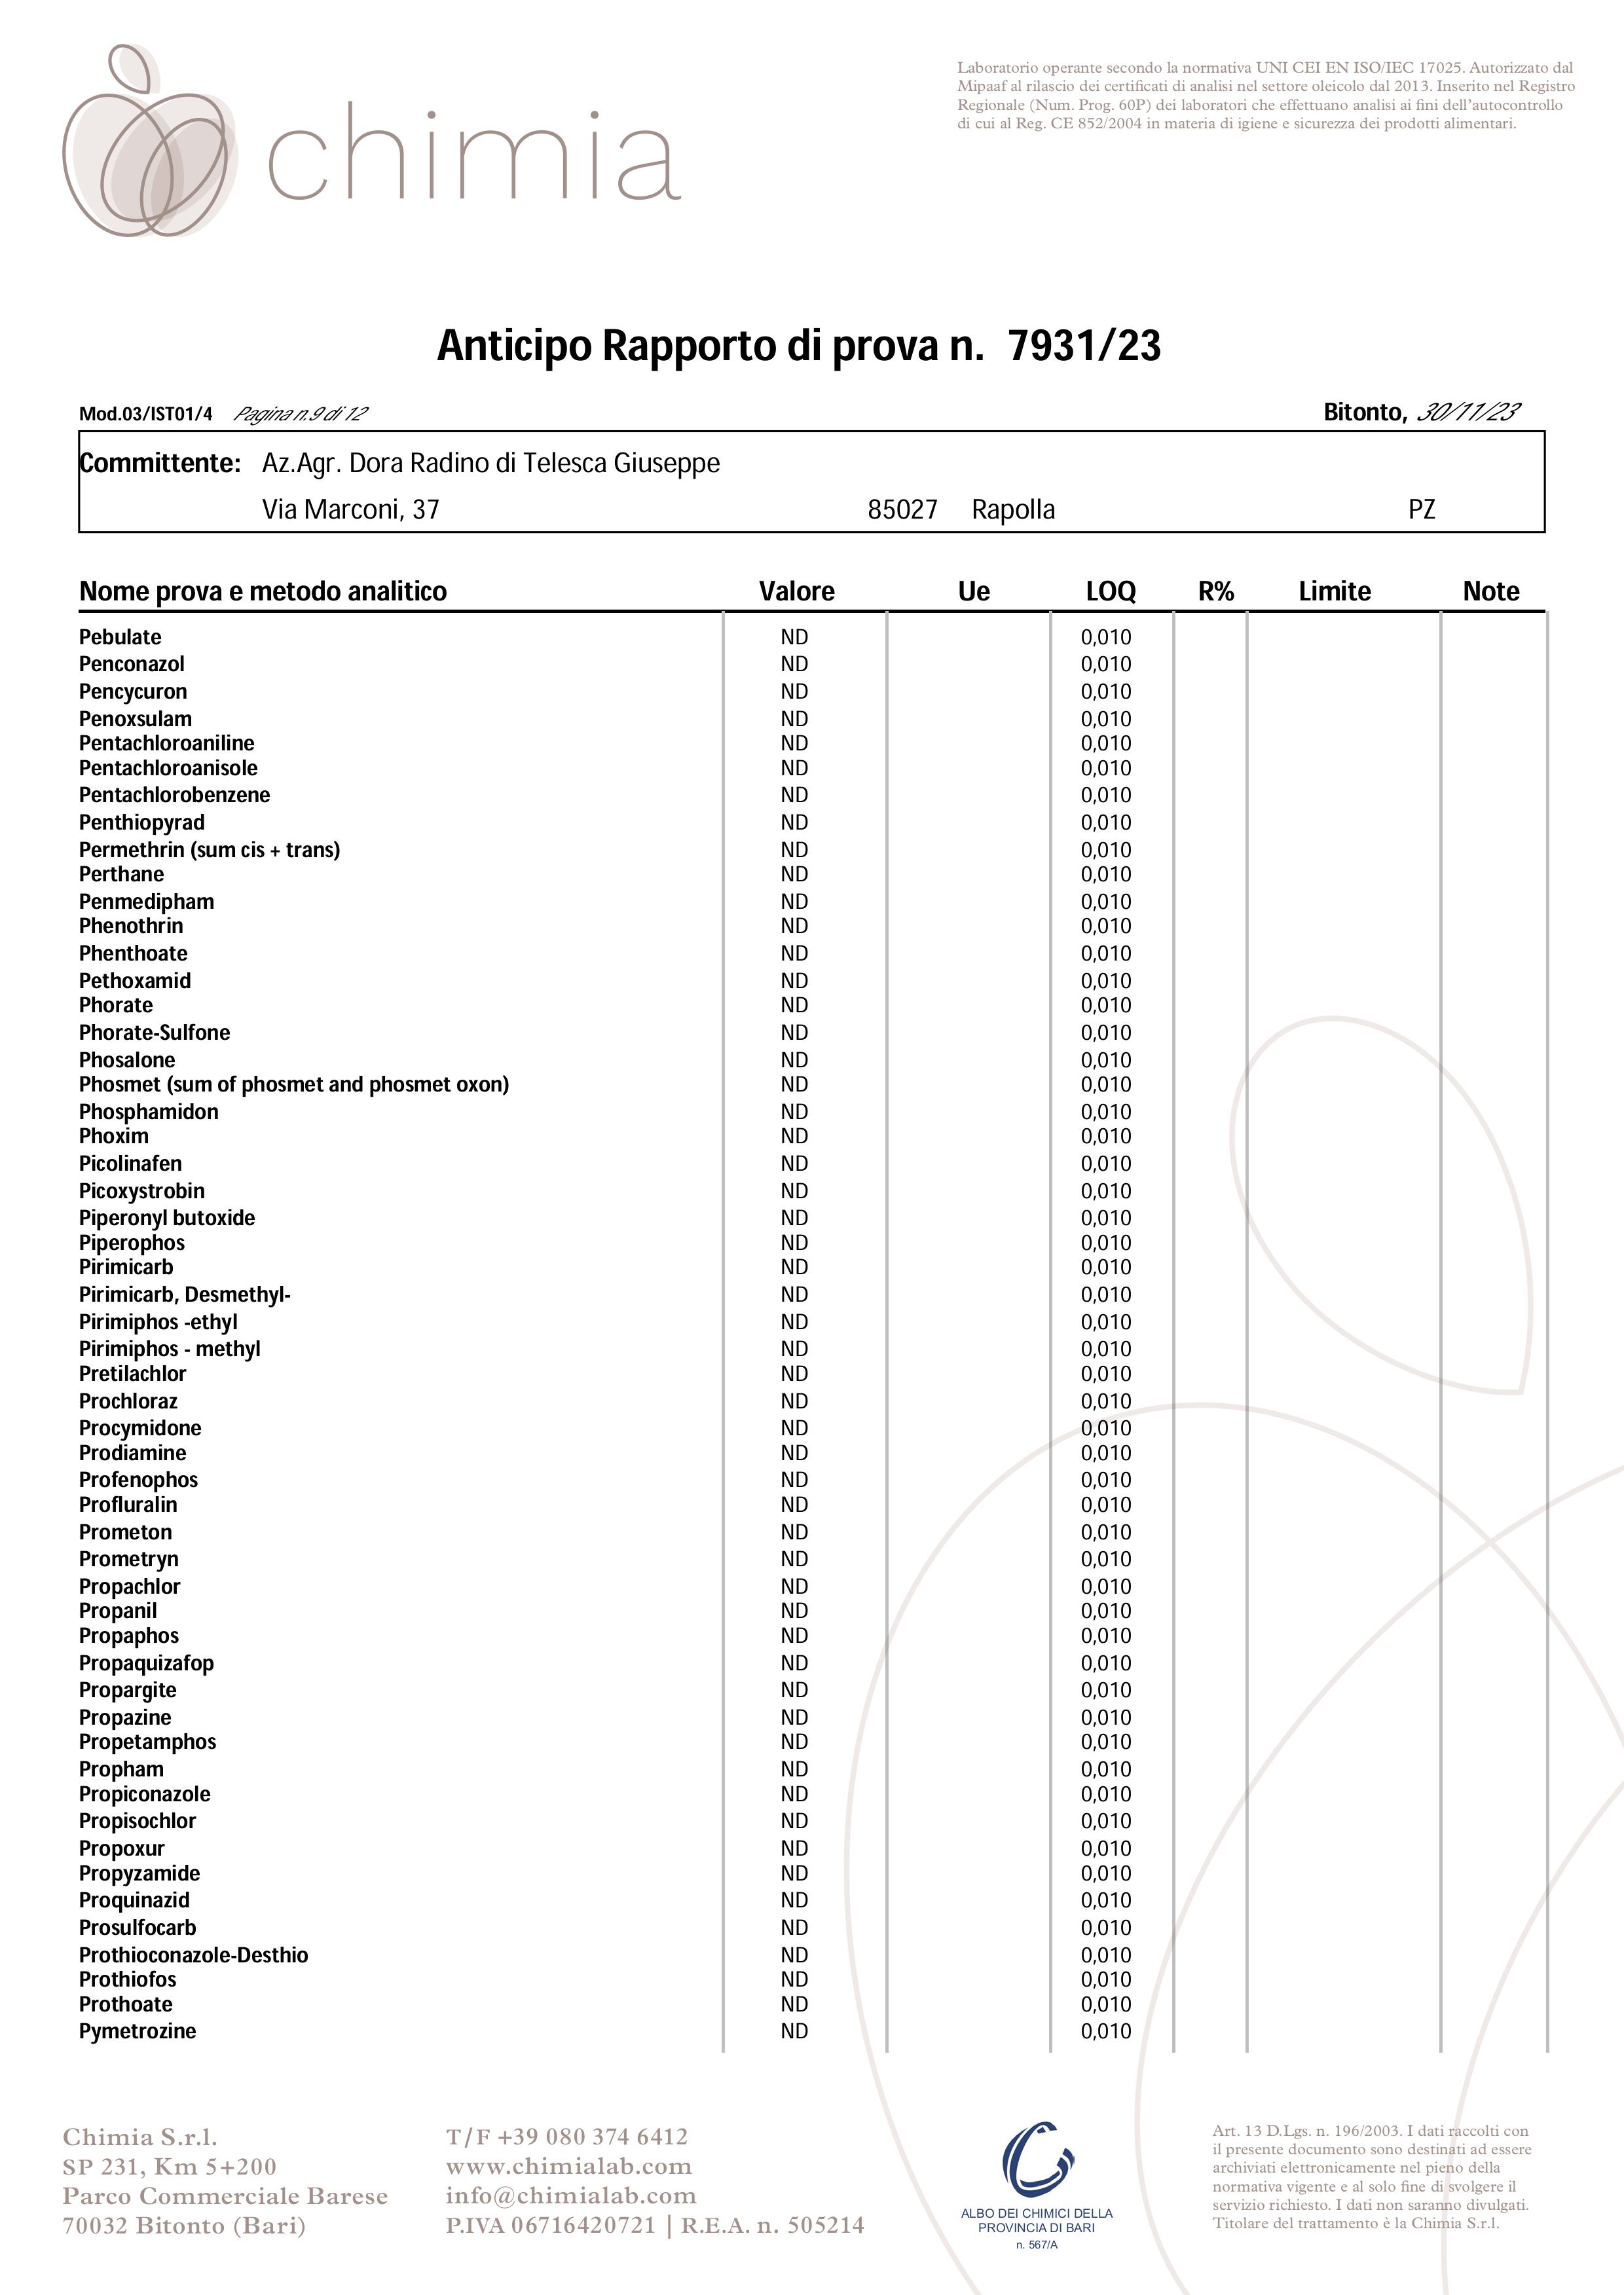 chimia
Laboratorio operante secondo la normativa UNI CEI EN ISO/IEC 17025. Autorizzato dal
Mipaaf al rilascio dei certificati di analisi nel settore oleicolo dal 2013. Inserito nel Registro
Regionale (Num. Prog. 60P) dei laboratori che effettuano analisi ai fini dell'autocontrollo
di cui al Reg. CE 852/2004 in materia di igiene e sicurezza dei prodotti alimentari.
Anticipo Rapporto di prova n. 7931/23
Mod.03/IST01/4 Pagina n.9 di 12 Bitonto, 30/11/23
Committente: Az.Agr. Dora Radino di Telesca Giuseppe
Via Marconi, 37 85027 Rapolla PZ
Nome prova e metodo analitico Valore Ue LOQ R% Limite Note
Pebulate ND 0,010
Penconazol ND 0,010
Pencycuron ND 0,010
Penoxsulam ND 0,010
Pentachloroaniline ND 0,010
Pentachloroanisole ND 0,010
Pentachlorobenzene ND 0,010
Penthiopyrad ND 0,010
Permethrin (sum cis + trans) ND 0,010
Perthane ND 0,010
Penmedipham ND 0,010
Phenothrin ND 0,010
Phenthoate ND 0,010
Pethoxamid ND 0,010
Phorate ND 0,010
Phorate-Sulfone ND 0,010
Phosalone ND 0,010
Phosmet (sum of phosmet and phosmet oxon) ND 0,010
Phosphamidon ND 0,010
Phoxim ND 0,010
Picolinafen ND 0,010
Picoxystrobin ND 0,010
Piperonyl butoxide ND 0,010
Piperophos ND 0,010
Pirimicarb ND 0,010
Pirimicarb, Desmethyl- ND 0,010
Pirimiphos -ethyl ND 0,010
Pirimiphos - methyl ND 0,010
Pretilachlor ND 0,010
Prochloraz ND 0,010
Procymidone ND 0,010
Prodiamine ND 0,010
Profenophos ND 0,010
Profluralin ND 0,010
Prometon ND 0,010
Prometryn ND 0,010
Propachlor ND 0,010
Propanil ND 0,010
Propaphos ND 0,010
Propaquizafop ND 0,010
Propargite ND 0,010
Propazine ND 0,010
Propetamphos ND 0,010
Propham ND 0,010
Propiconazole ND 0,010
Propisochlor ND 0,010
Propoxur ND 0,010
Propyzamide ND 0,010
Proquinazid ND 0,010
Prosulfocarb ND 0,010
Prothioconazole-Desthio ND 0,010
Prothiofos ND 0,010
Prothoate ND 0,010
Pymetrozine ND 0,010
Chimia S.r.l.
SP 231, Km 5+200
Parco Commerciale Barese
70032 Bitonto (Bari)
T/F +39 080 374 6412
www.chimialab.com
info@chimialab.com
P.IVA 06716420721 | R.E.A. n. 505214
ALBO DEI CHIMICI DELLA
PROVINCIA DI BARI
n. 567/A
Art. 13 D.Lgs. n. 196/2003. I dati raccolti con
il presente documento sono destinati ad essere
archiviati elettronicamente nel pieno della
normativa vigente e al solo fine di svolgere il
servizio richiesto. I dati non saranno divulgati.
Titolare del trattamento è la Chimia S.r.l.